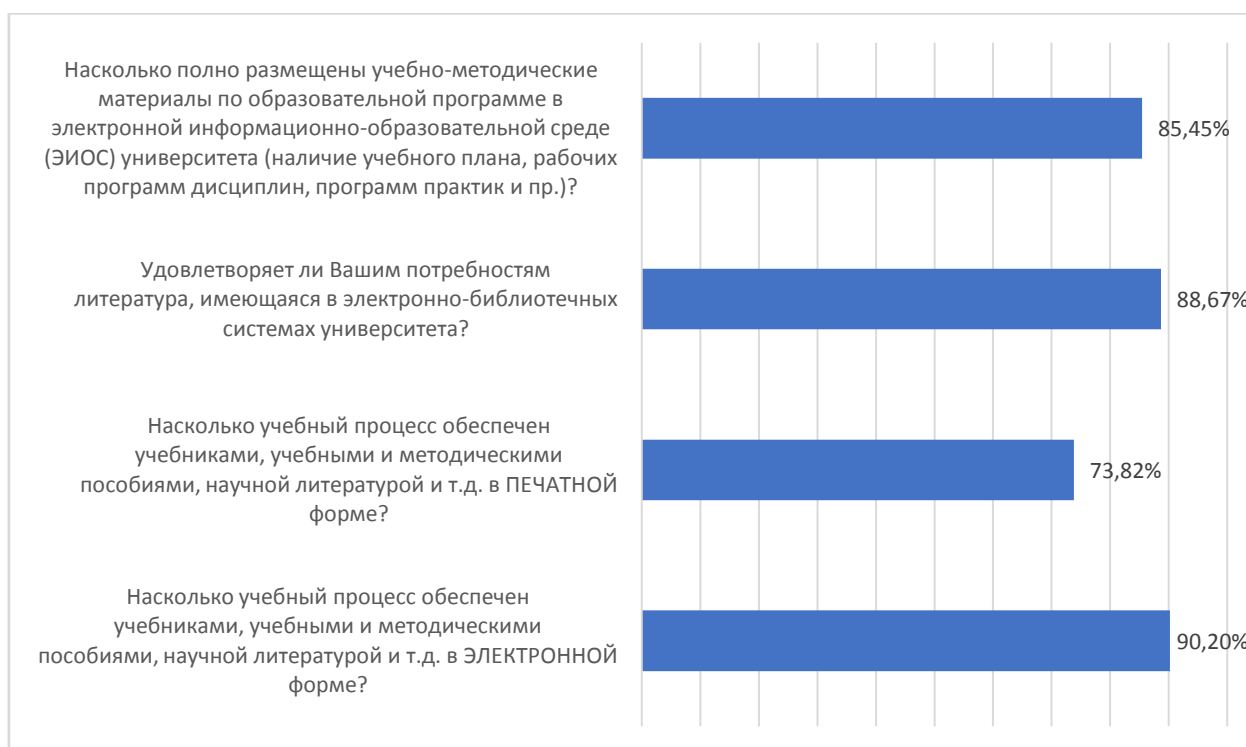 Насколько полно размещены учебно-методические
материалы по образовательной программе в
электронной информационно-образовательной среде
(ЭИОС) университета (наличие учебного плана, рабочих
программ дисциплин, программ практик и пр.)?
85,45%
Удовлетворяет ли Вашим потребностям
литература, имеющаяся в электронно-библиотечных
системах университета?
88,67%
Насколько учебный процесс обеспечен
учебниками, учебными и методическими
пособиями, научной литературой и т.д. в ПЕЧАТНОЙ
форме?
73,82%
Насколько учебный процесс обеспечен
учебниками, учебными и методическими
пособиями, научной литературой и т.д. в ЭЛЕКТРОННОЙ
форме?
90,20%